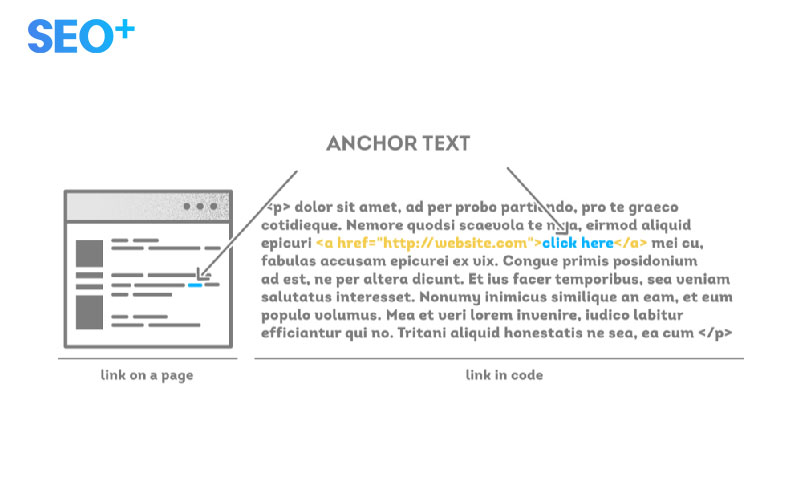 SEO+
ANCHOR TEXT
<p> dolor sit amet, ad per probo partiendo, pro te graeco
cotidieque. Nemore quodsi scaevola te mnja, eirmod aliquid
epicuri <a href="http://website.com">click here</a> mei cu,
fabulas accusam epicurei ex vix. Congue primis posidonium
ad est, ne per altera dicunt. Et ius facer temporibus, sea veniam
salutatus interesset. Nonumy inimicus similique an eam, et eum
populo volumus. Mea et veri lorem invenire, iudico labitur
efficiantur qui no. Tritani aliquid honestatis ne sea, ea cum </p>
link on a page
link in code